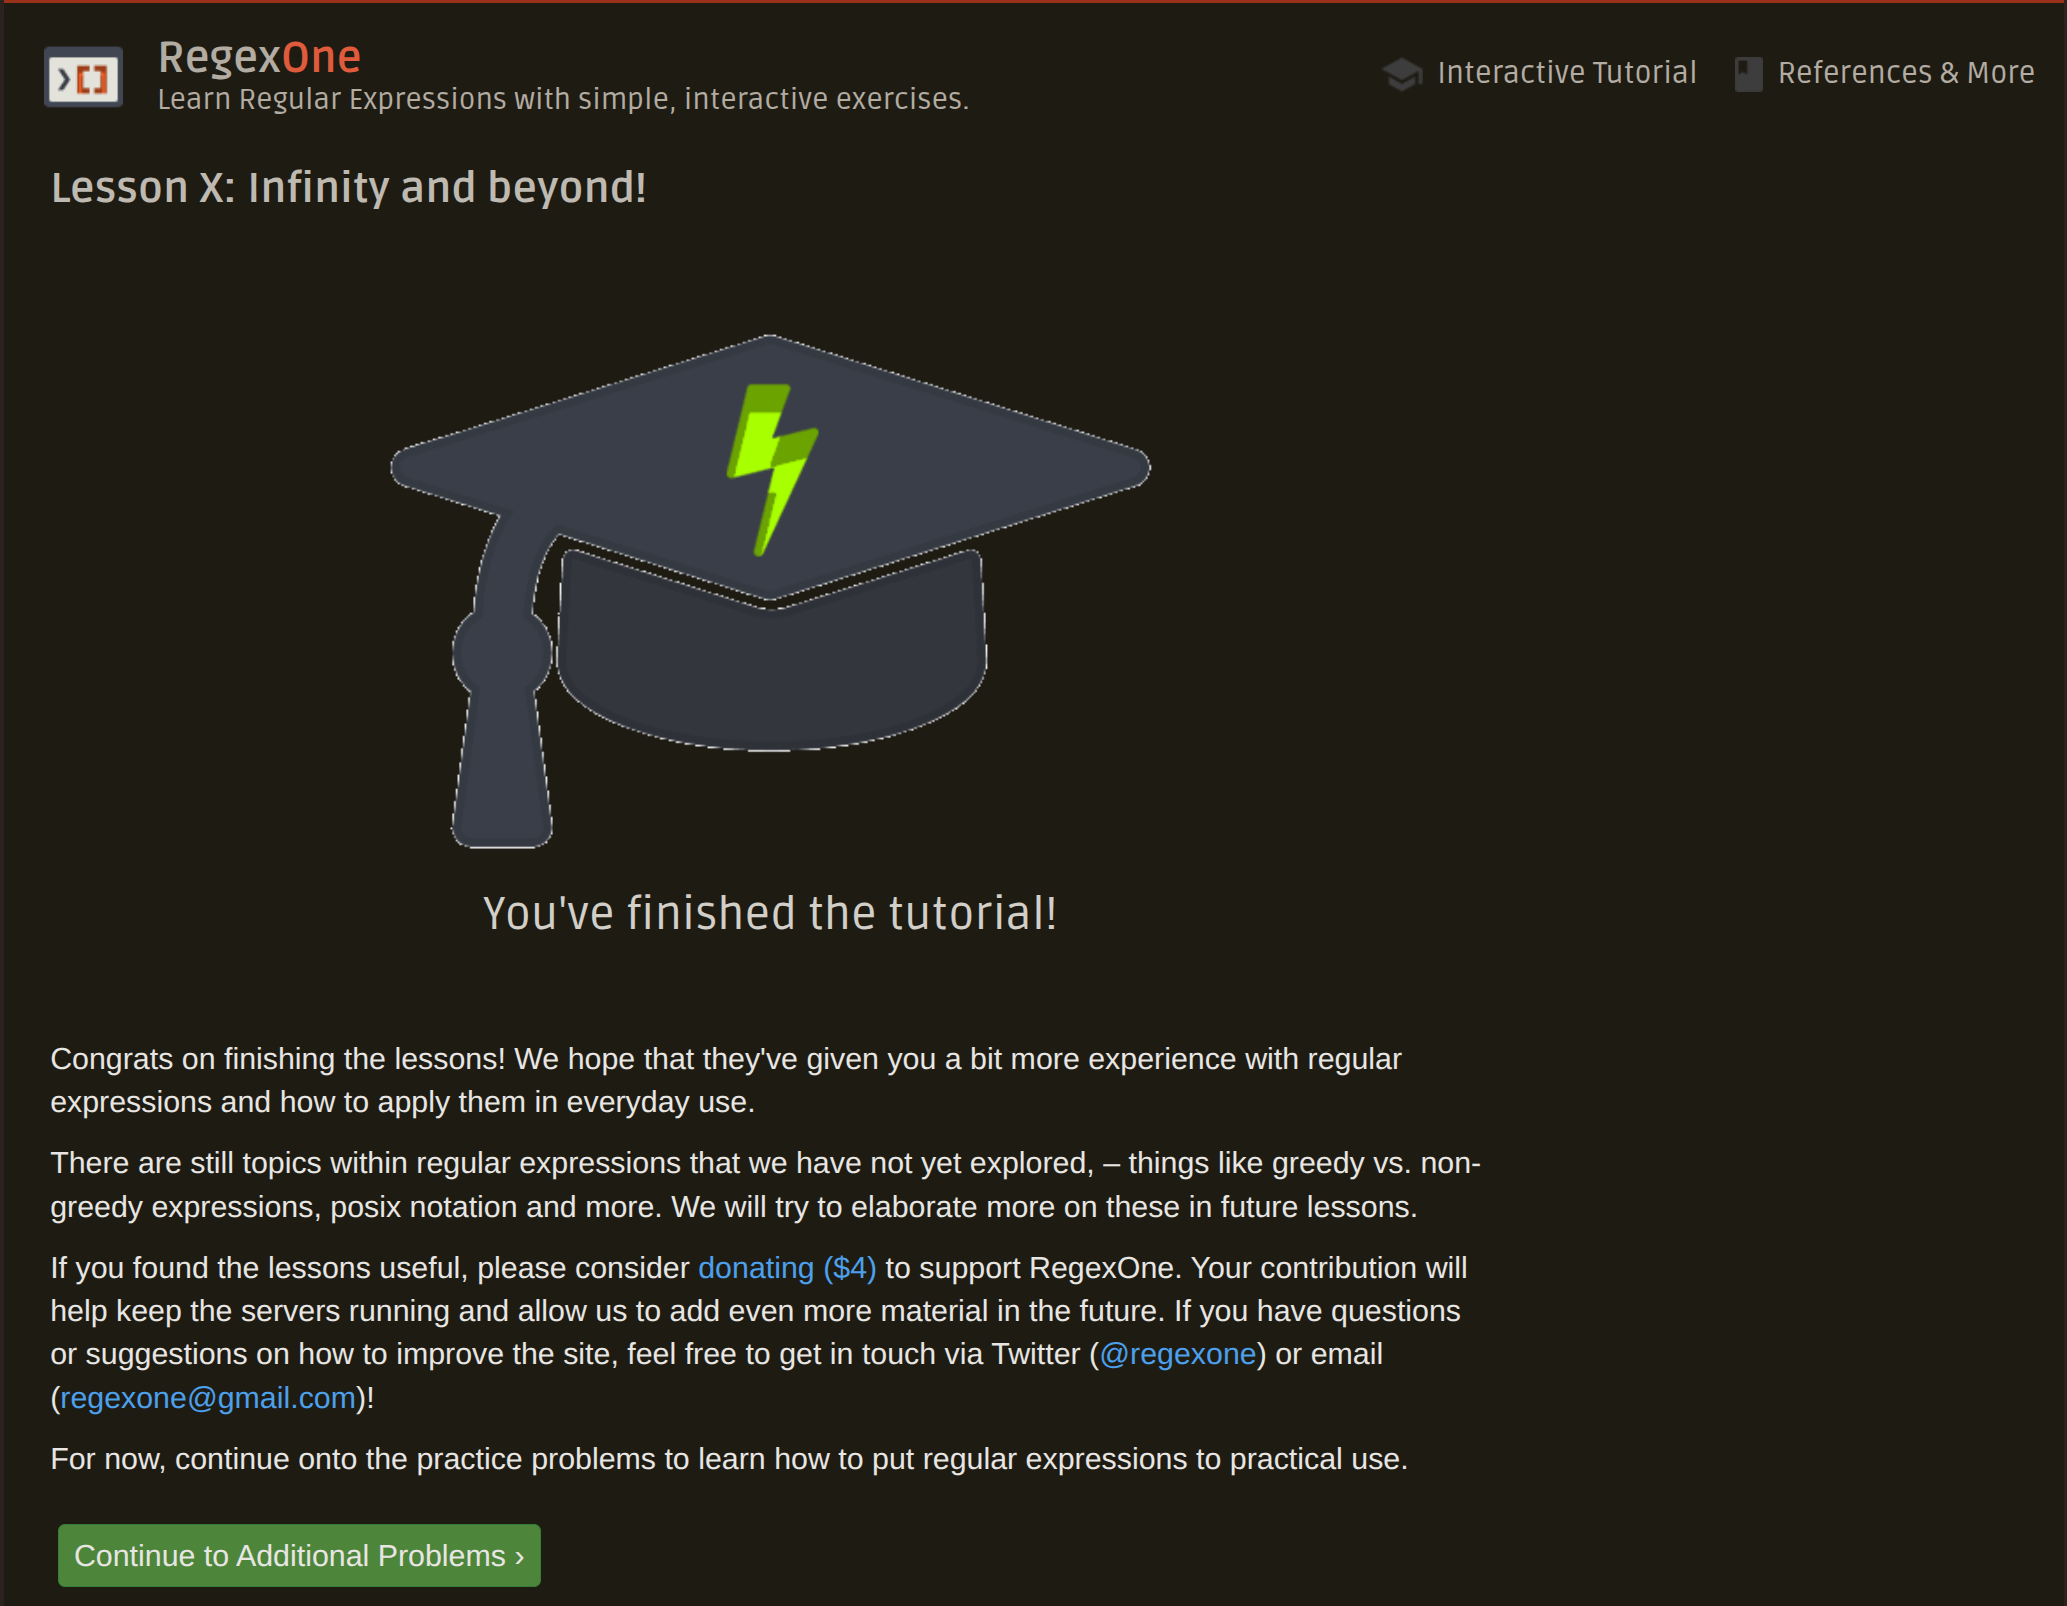 RegexOne
Learn Regular Expressions with simple, interactive exercises.
Interactive Tutorial
References & More
Lesson X: Infinity and beyond!
You've finished the tutorial!
Congrats on finishing the lessons! We hope that they've given you a bit more experience with regular
expressions and how to apply them in everyday use.
There are still topics within regular expressions that we have not yet explored, – things like greedy vs. non-
greedy expressions, posix notation and more. We will try to elaborate more on these in future lessons.
If you found the lessons useful, please consider donating ($4) to support RegexOne. Your contribution will
help keep the servers running and allow us to add even more material in the future. If you have questions
or suggestions on how to improve the site, feel free to get in touch via Twitter (@regexone) or email
(regexone@gmail.com)!
For now, continue onto the practice problems to learn how to put regular expressions to practical use.
Continue to Additional Problems ›